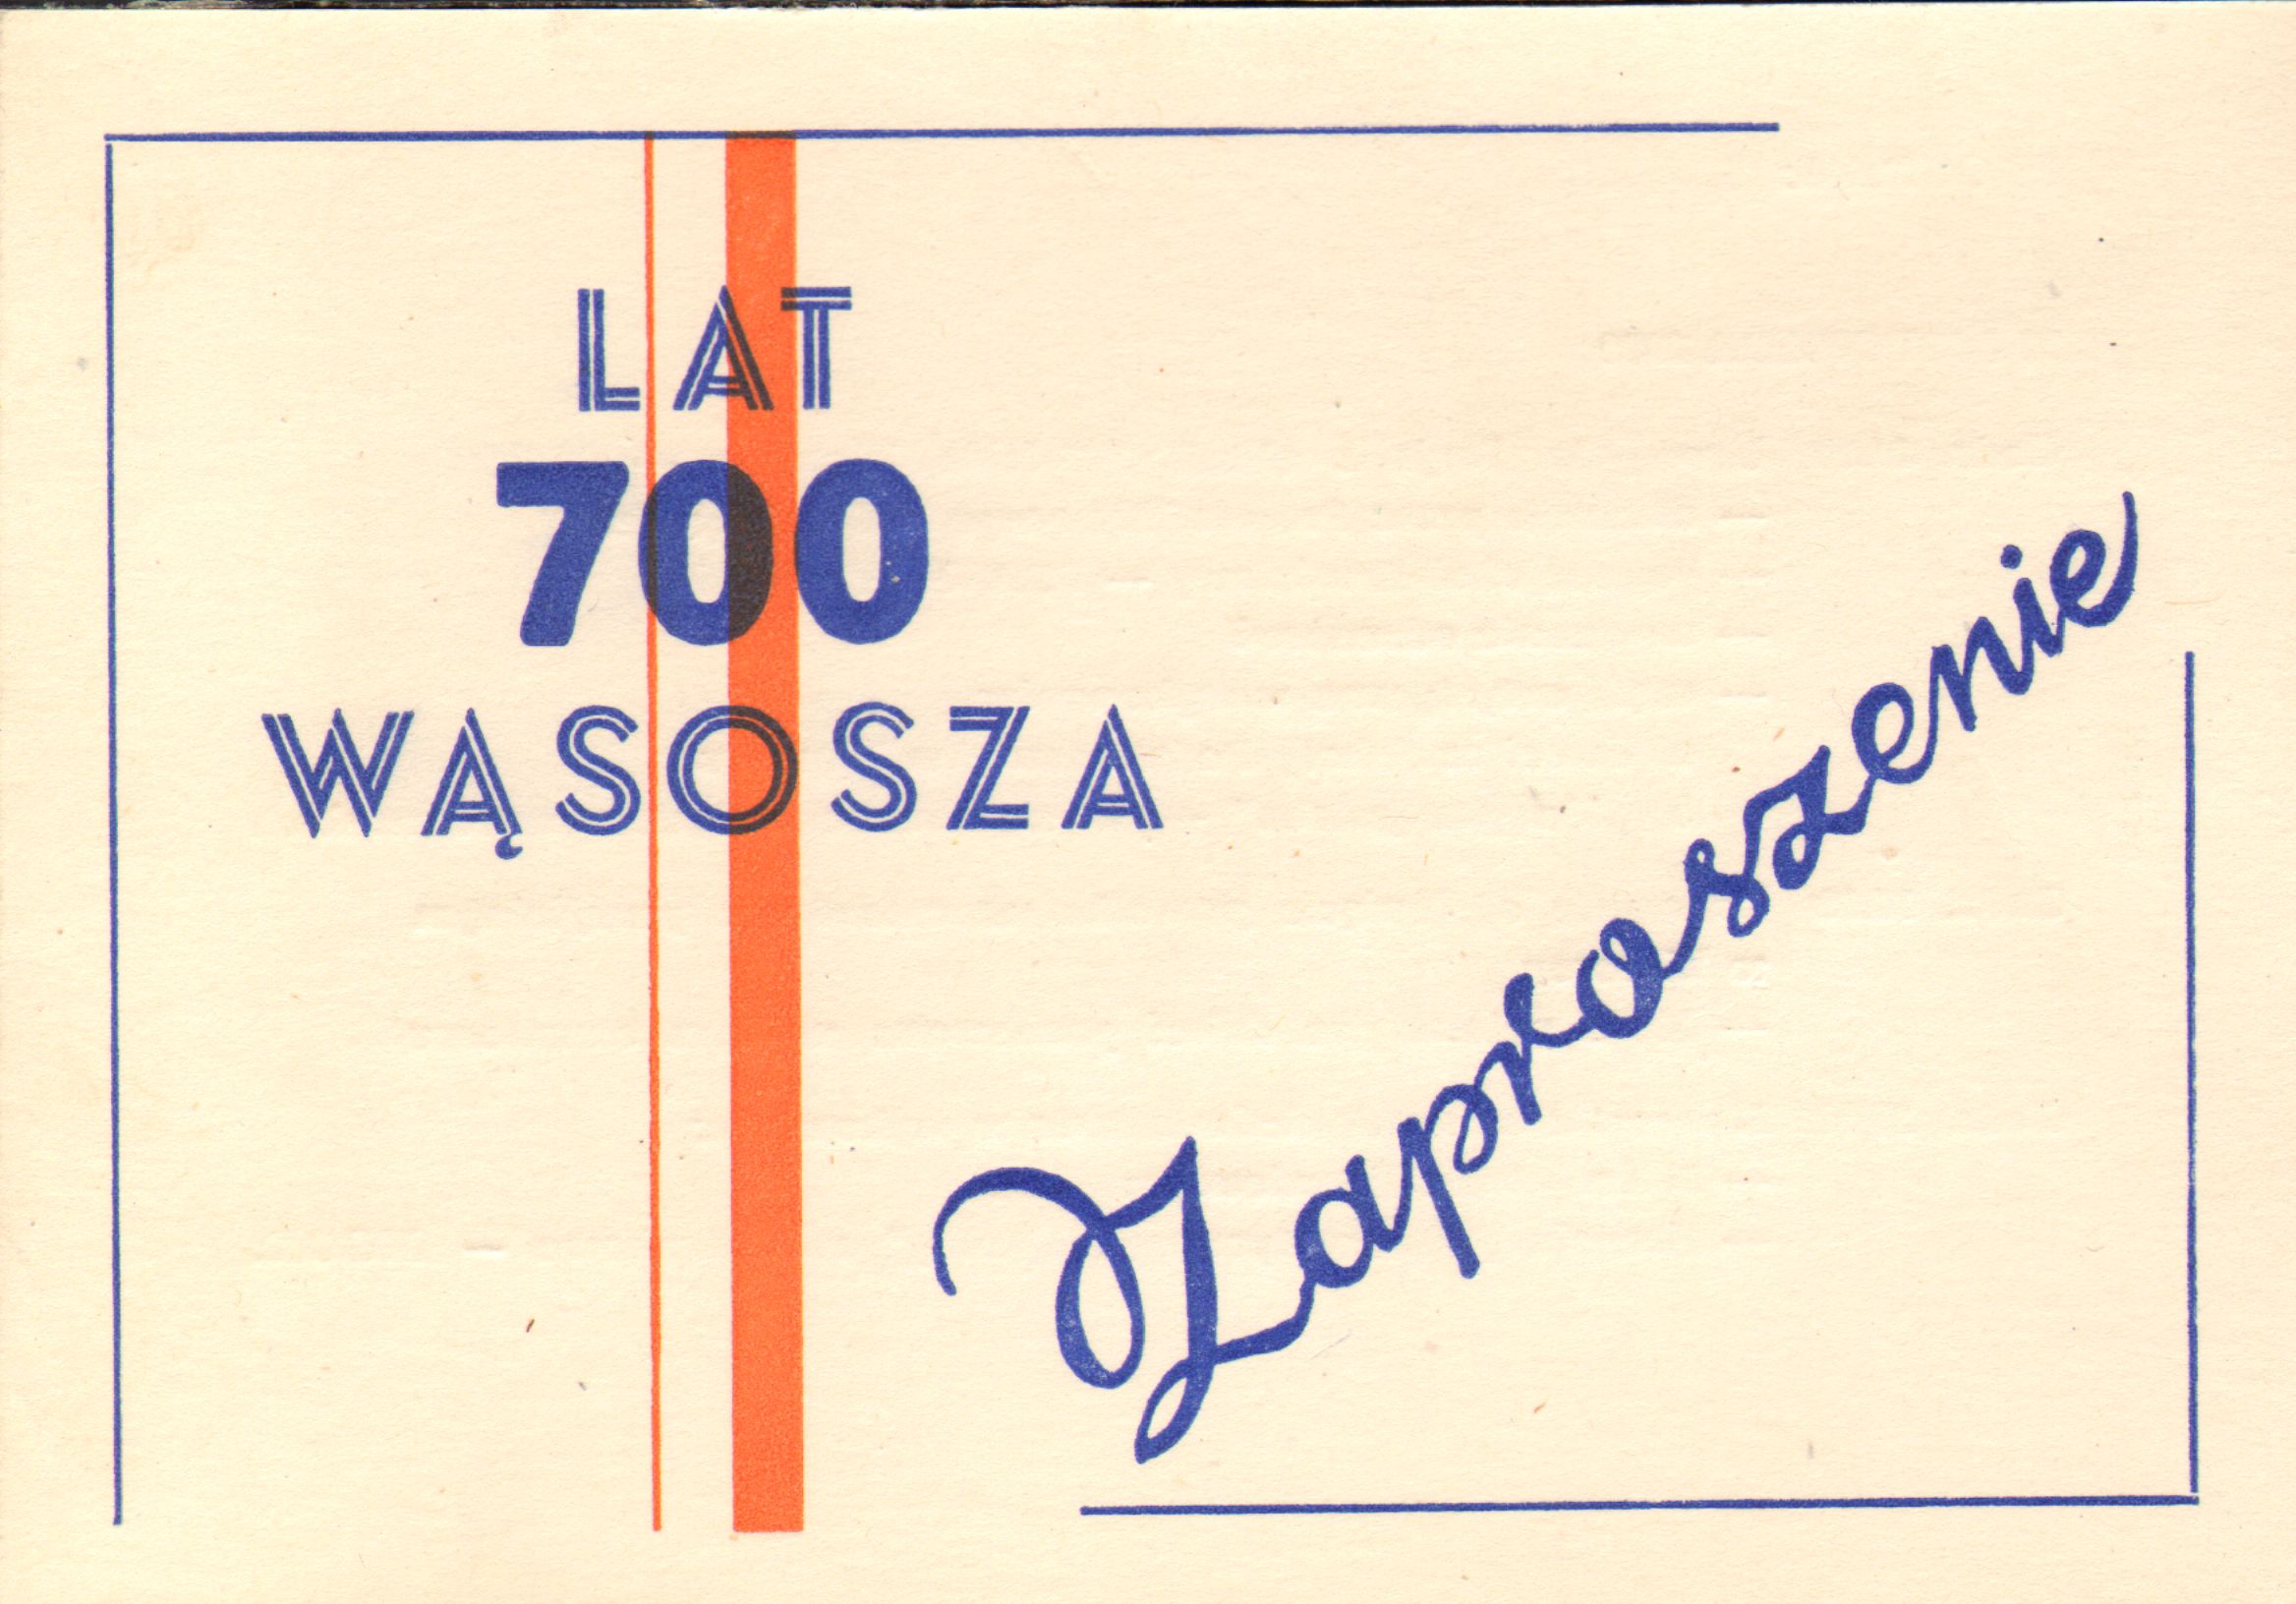 LAT
700
WĄSOSZA
Zaproszenie